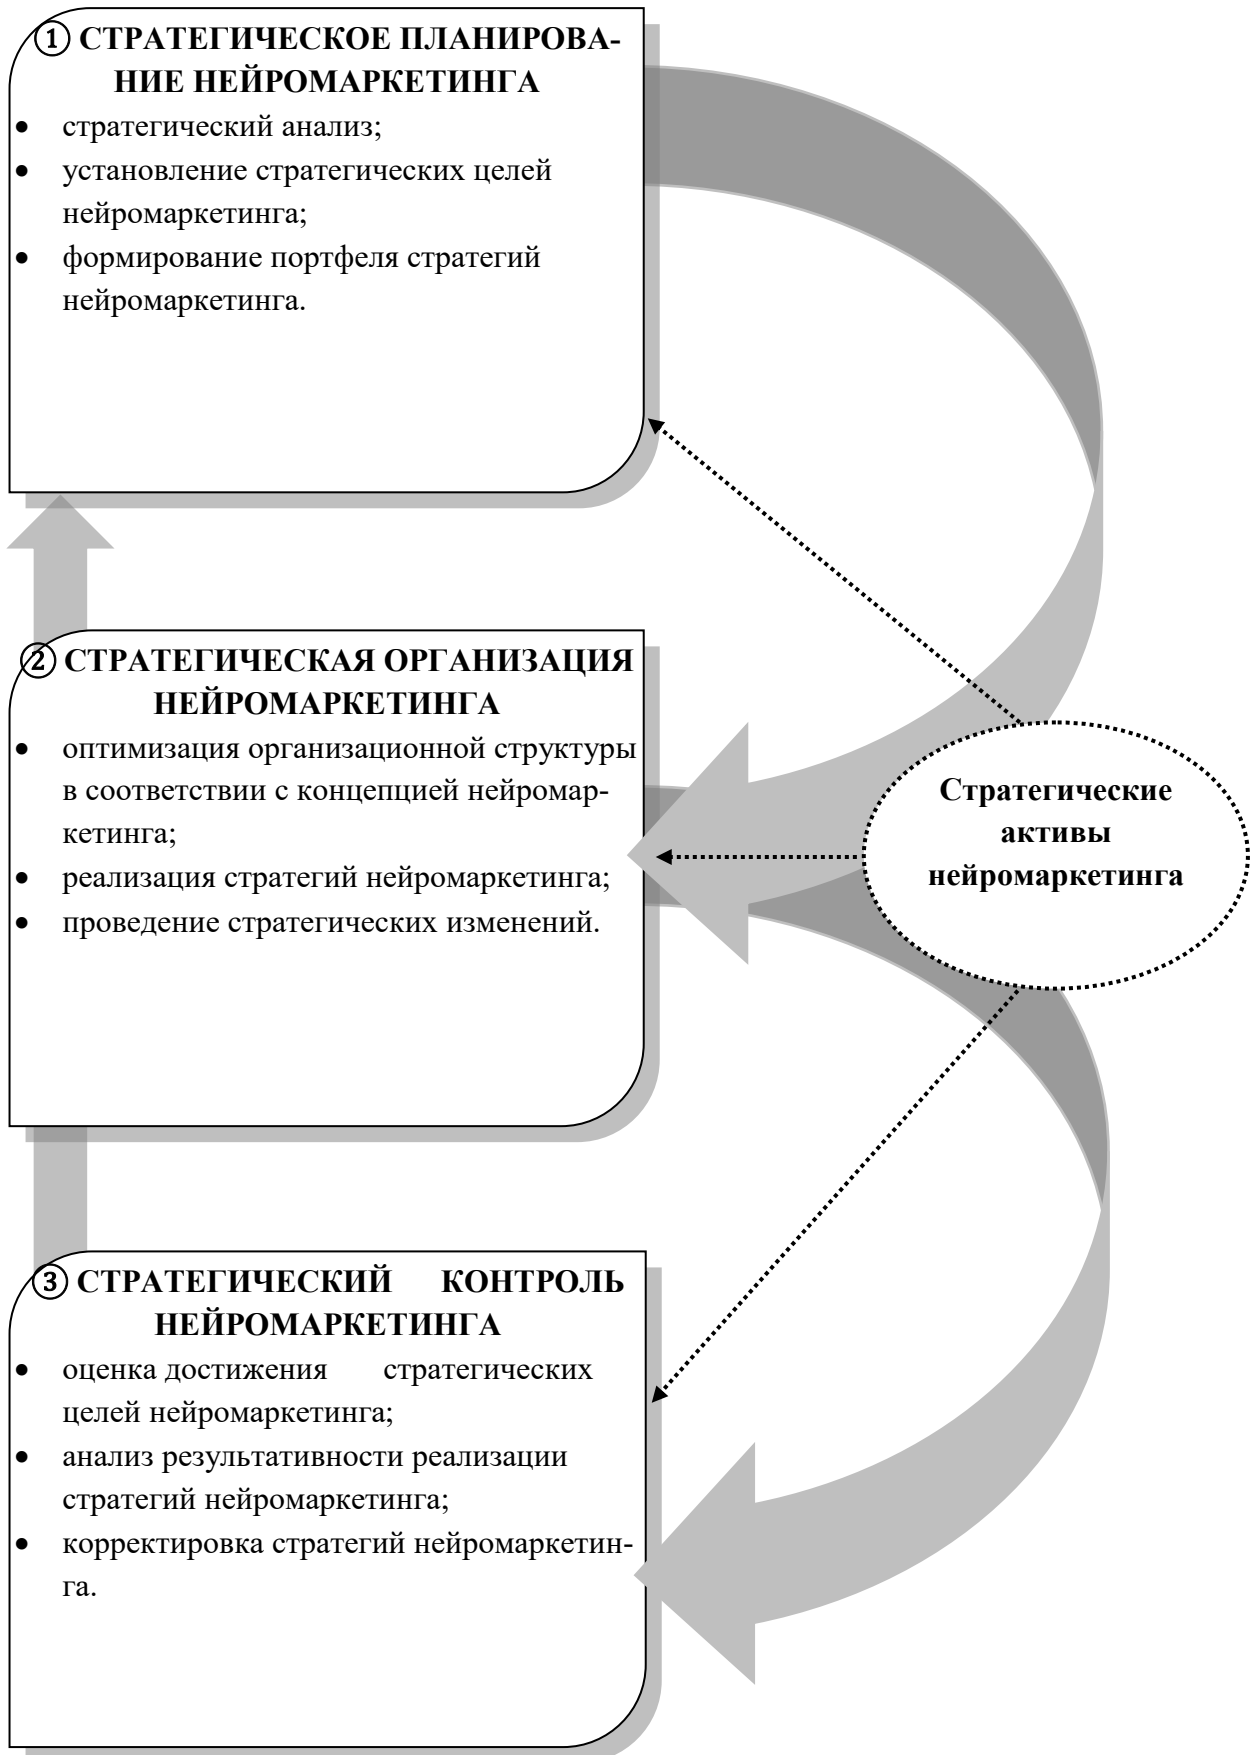 ① СТРАТЕГИЧЕСКОЕ ПЛАНИРОВА-
НИЕ НЕЙРОМАРКЕТИНГА
• стратегический анализ;
• установление стратегических целей
нейромаркетинга;
• формирование портфеля стратегий
нейромаркетинга.
② СТРАТЕГИЧЕСКАЯ ОРГАНИЗАЦИЯ
НЕЙРОМАРКЕТИНГА
• оптимизация организационной структуры
в соответствии с концепцией нейромар-
кетинга;
• реализация стратегий нейромаркетинга;
• проведение стратегических изменений.
Стратегические
активы
нейромаркетинга
③ СТРАТЕГИЧЕСКИЙ КОНТРОЛЬ
НЕЙРОМАРКЕТИНГА
• оценка достижения стратегических
целей нейромаркетинга;
• анализ результативности реализации
стратегий нейромаркетинга;
• корректировка стратегий нейромаркетин-
га.